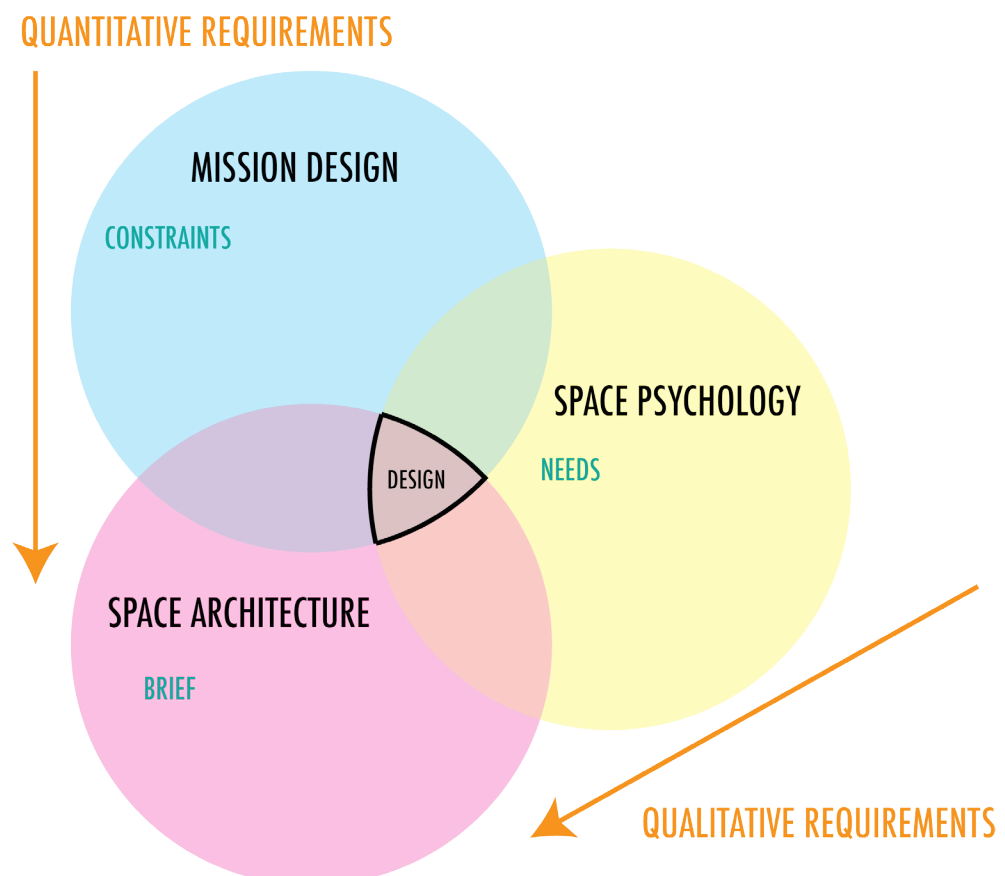 QUANTITATIVE REQUIREMENTS
MISSION DESIGN
CONSTRAINTS
SPACE PSYCHOLOGY
NEEDS
DESIGN
SPACE ARCHITECTURE
BRIEF
QUALITATIVE REQUIREMENTS